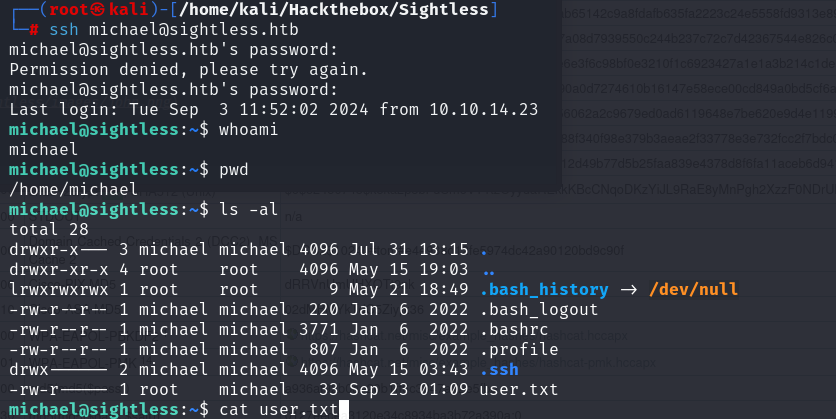 ┌──(root㉿kali)-[/home/kali/Hackthebox/Sightless]
└─# ssh michael@sightless.htb
michael@sightless.htb's password:
Permission denied, please try again.
michael@sightless.htb's password:
Last login: Tue Sep  3 11:52:02 2024 from 10.10.14.23
michael@sightless:~$ whoami
michael
michael@sightless:~$ pwd
/home/michael
michael@sightless:~$ ls -al
total 28
drwxr-x--- 3 michael michael 4096 Jul 31 13:15 .
drwxr-xr-x 4 root    root    4096 May 15 19:03 ..
lrwxrwxrwx 1 root    root       9 May 21 18:49 .bash_history -> /dev/null
-rw-r--r-- 1 michael michael  220 Jan  6  2022 .bash_logout
-rw-r--r-- 1 michael michael 3771 Jan  6  2022 .bashrc
-rw-r--r-- 1 michael michael  807 Jan  6  2022 .profile
drwx------ 2 michael michael 4096 May 15 03:43 .ssh
-rw-r----- 1 root    michael   33 Sep 23 01:09 user.txt
michael@sightless:~$ cat user.txt